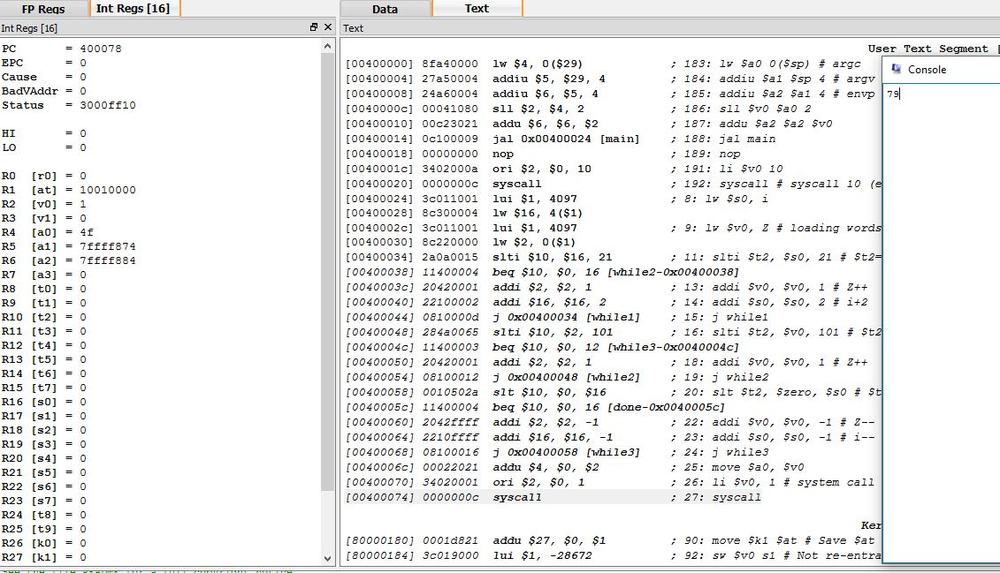 FP Regs Int Regs [16] Data Text
Int Regs [16]
PC = 400078
EPC = 0
Cause = 0
BadVAddr = 0
Status = 3000ff10
HI = 0
LO = 0
R0 [r0] = 0
R1 [at] = 10010000
R2 [v0] = 1
R3 [v1] = 0
R4 [a0] = 4f
R5 [a1] = 7ffff874
R6 [a2] = 7ffff884
R7 [a3] = 0
R8 [t0] = 0
R9 [t1] = 0
R10 [t2] = 0
R11 [t3] = 0
R12 [t4] = 0
R13 [t5] = 0
R14 [t6] = 0
R15 [t7] = 0
R16 [s0] = 0
R17 [s1] = 0
R18 [s2] = 0
R19 [s3] = 0
R20 [s4] = 0
R21 [s5] = 0
R22 [s6] = 0
R23 [s7] = 0
R24 [t8] = 0
R25 [t9] = 0
R26 [k0] = 0
R27 [k1] = 0
Text
User Text Segment [
[00400000] 8fa40000 lw $4, 0($29) ; 183: lw $a0 0($sp) # argc
[00400004] 27a50004 addiu $5, $29, 4 ; 184: addiu $a1 $sp 4 # argv
[00400008] 24a60004 addiu $6, $5, 4 ; 185: addiu $a2 $a1 4 # envp
[0040000c] 00041080 sll $2, $4, 2 ; 186: sll $v0 $a0 2
[00400010] 00c23021 addu $6, $6, $2 ; 187: addu $a2 $a2 $v0
[00400014] 0c100009 jal 0x00400024 [main] ; 188: jal main
[00400018] 00000000 nop ; 189: nop
[0040001c] 3402000a ori $2, $0, 10 ; 191: li $v0 10
[00400020] 0000000c syscall ; 192: syscall # syscall 10 (e
[00400024] 3c011001 lui $1, 4097 ; 8: lw $s0, i
[00400028] 8c300004 lw $16, 4($1)
[0040002c] 3c011001 lui $1, 4097 ; 9: lw $v0, Z # loading words
[00400030] 8c220000 lw $2, 0($1)
[00400034] 2a0a0015 slti $10, $16, 21 ; 11: slti $t2, $s0, 21 # $t2=
[00400038] 11400004 beq $10, $0, 16 [while2-0x00400038]
[0040003c] 20420001 addi $2, $2, 1 ; 13: addi $v0, $v0, 1 # Z++
[00400040] 22100002 addi $16, $16, 2 ; 14: addi $s0, $s0, 2 # i+2
[00400044] 0810000d j 0x00400034 [while1] ; 15: j while1
[00400048] 284a0065 slti $10, $2, 101 ; 16: slti $t2, $v0, 101 # $t2
[0040004c] 11400003 beq $10, $0, 12 [while3-0x0040004c]
[00400050] 20420001 addi $2, $2, 1 ; 18: addi $v0, $v0, 1 # Z++
[00400054] 08100012 j 0x00400048 [while2] ; 19: j while2
[00400058] 0010502a slt $10, $0, $16 ; 20: slt $t2, $zero, $s0 # $t
[0040005c] 11400004 beq $10, $0, 16 [done-0x0040005c]
[00400060] 2042ffff addi $2, $2, -1 ; 22: addi $v0, $v0, -1 # Z--
[00400064] 2210ffff addi $16, $16, -1 ; 23: addi $s0, $s0, -1 # i--
[00400068] 08100016 j 0x00400058 [while3] ; 24: j while3
[0040006c] 00022021 addu $4, $0, $2 ; 25: move $a0, $v0
[00400070] 34020001 ori $2, $0, 1 ; 26: li $v0, 1 # system call
[00400074] 0000000c syscall ; 27: syscall
Ker
[80000180] 0001d821 addu $27, $0, $1 ; 90: move $k1 $at # Save $at
[80000184] 3c019000 lui $1, -28672 ; 92: sw $v0 s1 # Not re-entra
Console
79